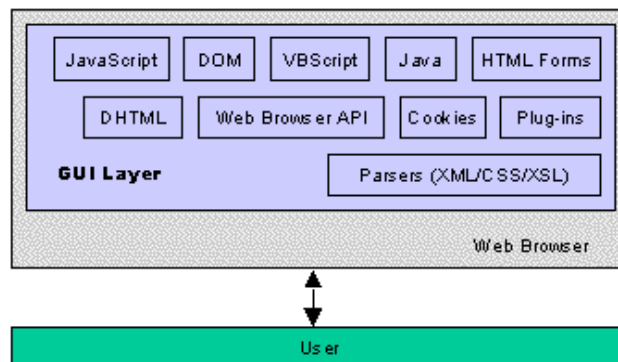 JavaScript DOM VBScript Java HTML Forms
DHTML Web Browser API Cookies Plug-ins
GUI Layer Parsers (XML/CSS/XSL)
Web Browser
User